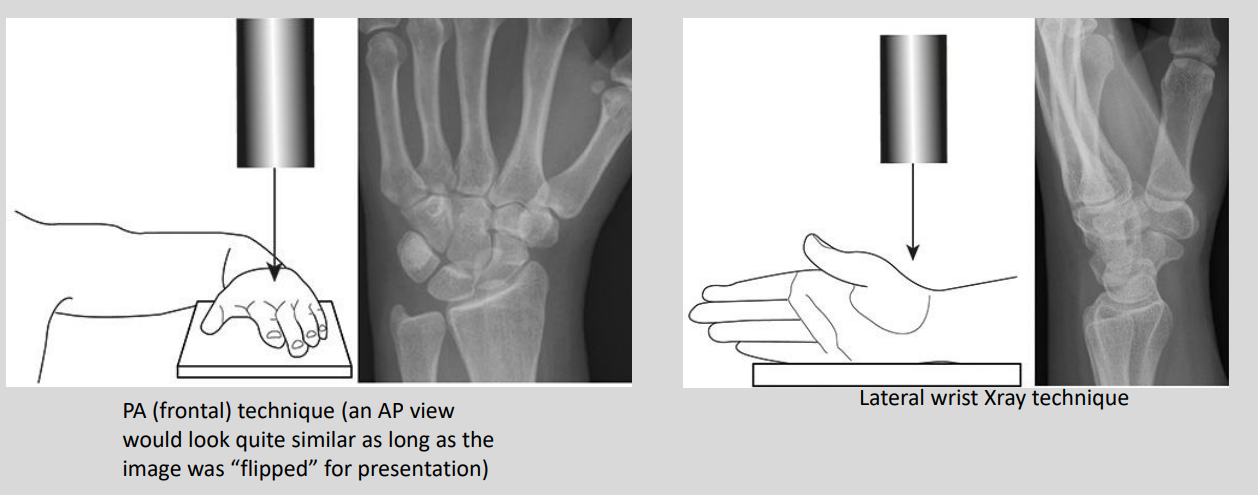 PA (frontal) technique (an AP view
would look quite similar as long as the
image was “flipped” for presentation)
Lateral wrist Xray technique